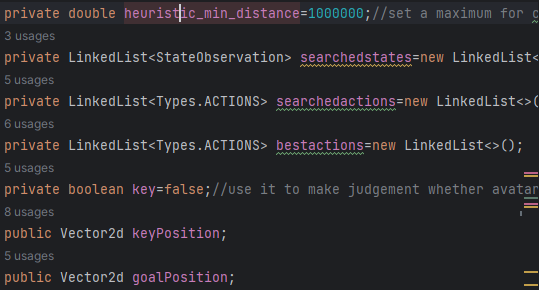 private double heuristic_min_distance=1000000;//set a maximum for
3 usages
private LinkedList<StateObservation> searchedstates=new LinkedList<
5 usages
private LinkedList<Types.ACTIONS> searchedactions=new LinkedList<>(
6 usages
private LinkedList<Types.ACTIONS> bestactions=new LinkedList<>();
5 usages
private boolean key=false;//use it to make judgement whether avatar
8 usages
public Vector2d keyPosition;
5 usages
public Vector2d goalPosition;